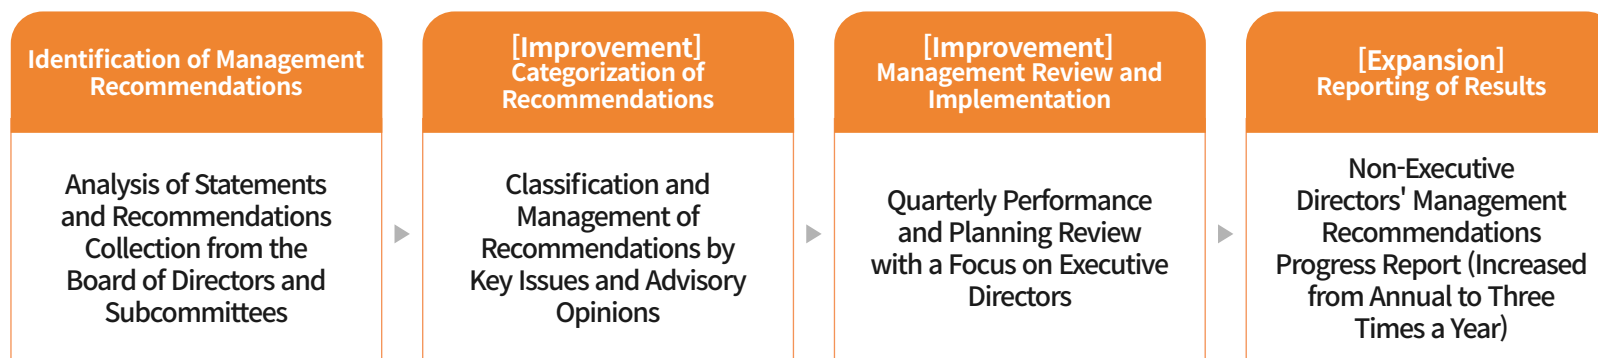 Identification of Management
Recommendations
Analysis of Statements
and Recommendations
Collection from the
Board of Directors and
Subcommittees
[Improvement]
Categorization of
Recommendations
Classification and
Management of
Recommendations by
Key Issues and Advisory
Opinions
[Improvement]
Management Review and
Implementation
Quarterly Performance
and Planning Review
with a Focus on Executive
Directors
[Expansion]
Reporting of Results
Non-Executive
Directors' Management
Recommendations
Progress Report (Increased
from Annual to Three
Times a Year)